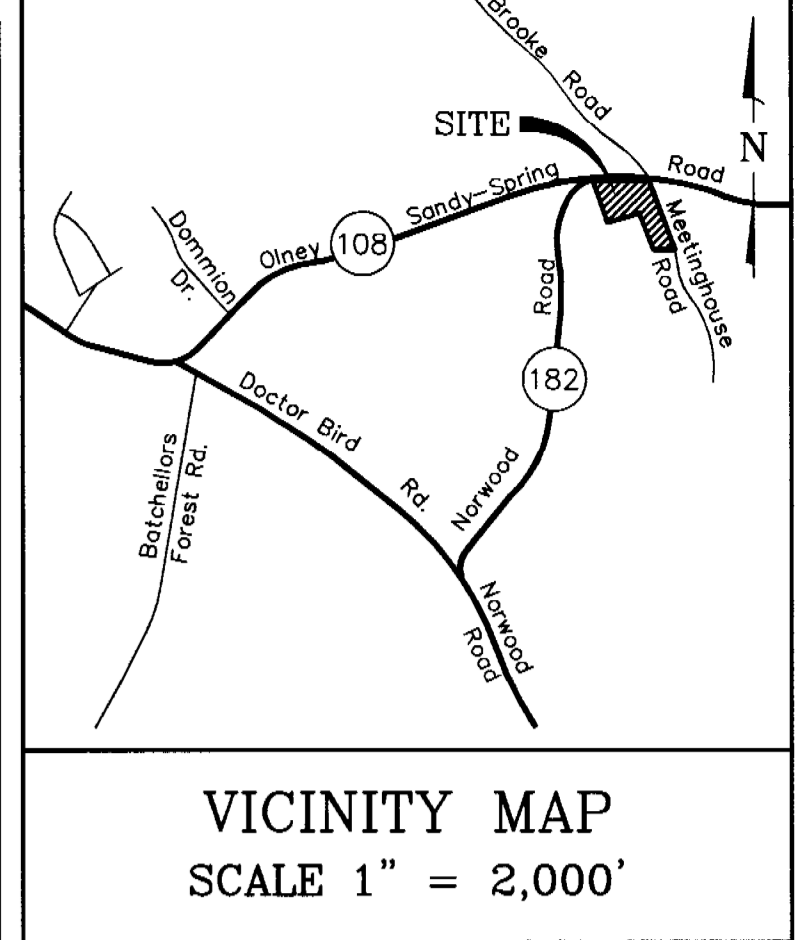 Brooke Road
SITE
N
Olney Sandy-Spring Road
108
Dommion
Dr.
Meetinghouse
Road
Road
182
Norwood
Doctor Bird Rd.
Batchellors
Forest Rd.
Norwood
Road
VICINITY MAP
SCALE 1" = 2,000'